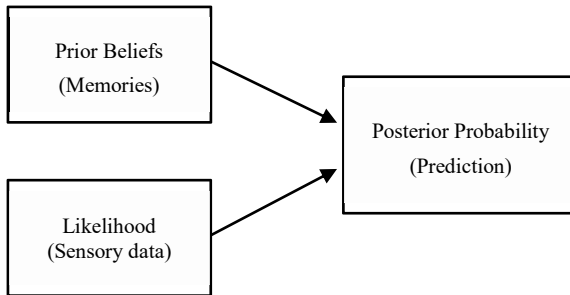 Prior Beliefs
(Memories)
Posterior Probability
(Prediction)
Likelihood
(Sensory data)